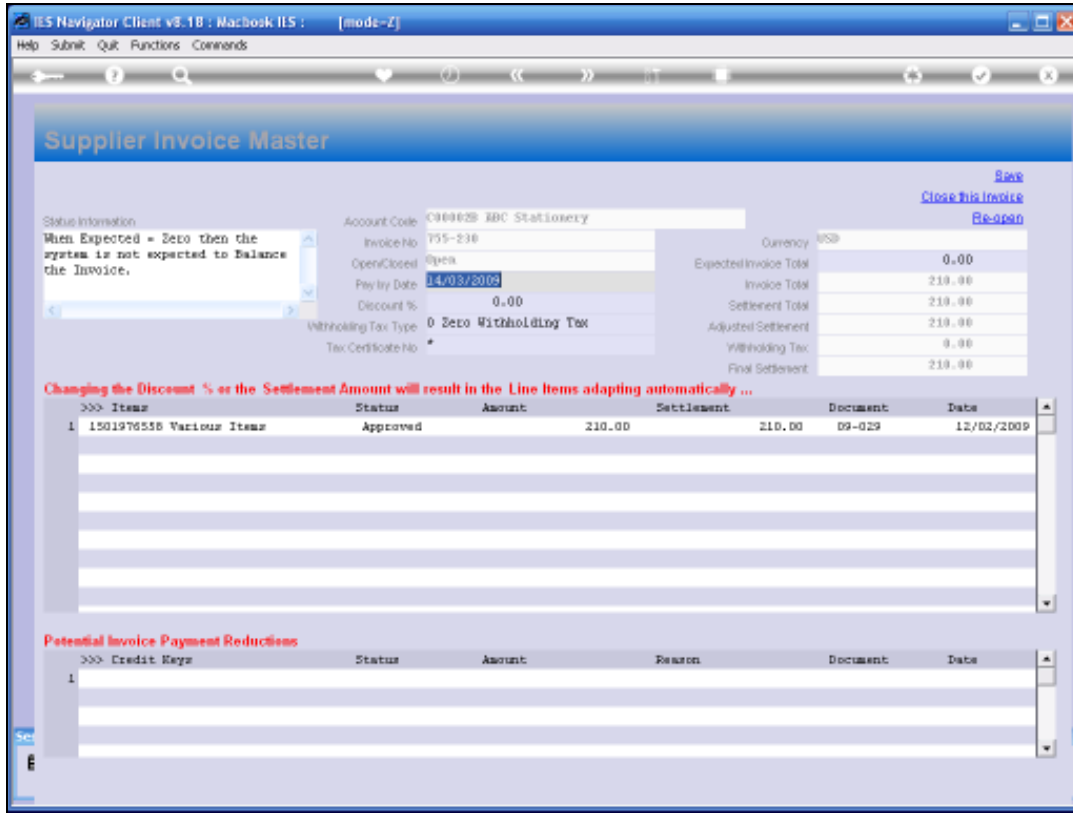 IES Navigator Client v8.18 : Macbook IES :     [mode-Z]
Help  Submit  Quit  Functions  Commands
Supplier Invoice Master
Save
Close this Invoice
Re-open
Status Information
When Expected = Zero then the
system is not expected to Balance
the Invoice.
Account Code  C00002B ABC Stationery
Invoice No  755-230
Open/Closed  Open
Pay by Date  14/03/2009
Discount %  0.00
Withholding Tax Type  0 Zero Withholding Tax
Tax Certificate No  *
Currency  USD
Expected Invoice Total  0.00
Invoice Total  210.00
Settlement Total  210.00
Adjusted Settlement  210.00
Withholding Tax  0.00
Final Settlement  210.00
Changing the Discount % or the Settlement Amount will result in the Line Items adapting automatically ...
>>> Items  Status  Amount  Settlement  Document  Date
1  1501976558 Various Items  Approved  210.00  210.00  09-029  12/02/2009
Potential Invoice Payment Reductions
>>> Credit Keys  Status  Amount  Reason  Document  Date
1